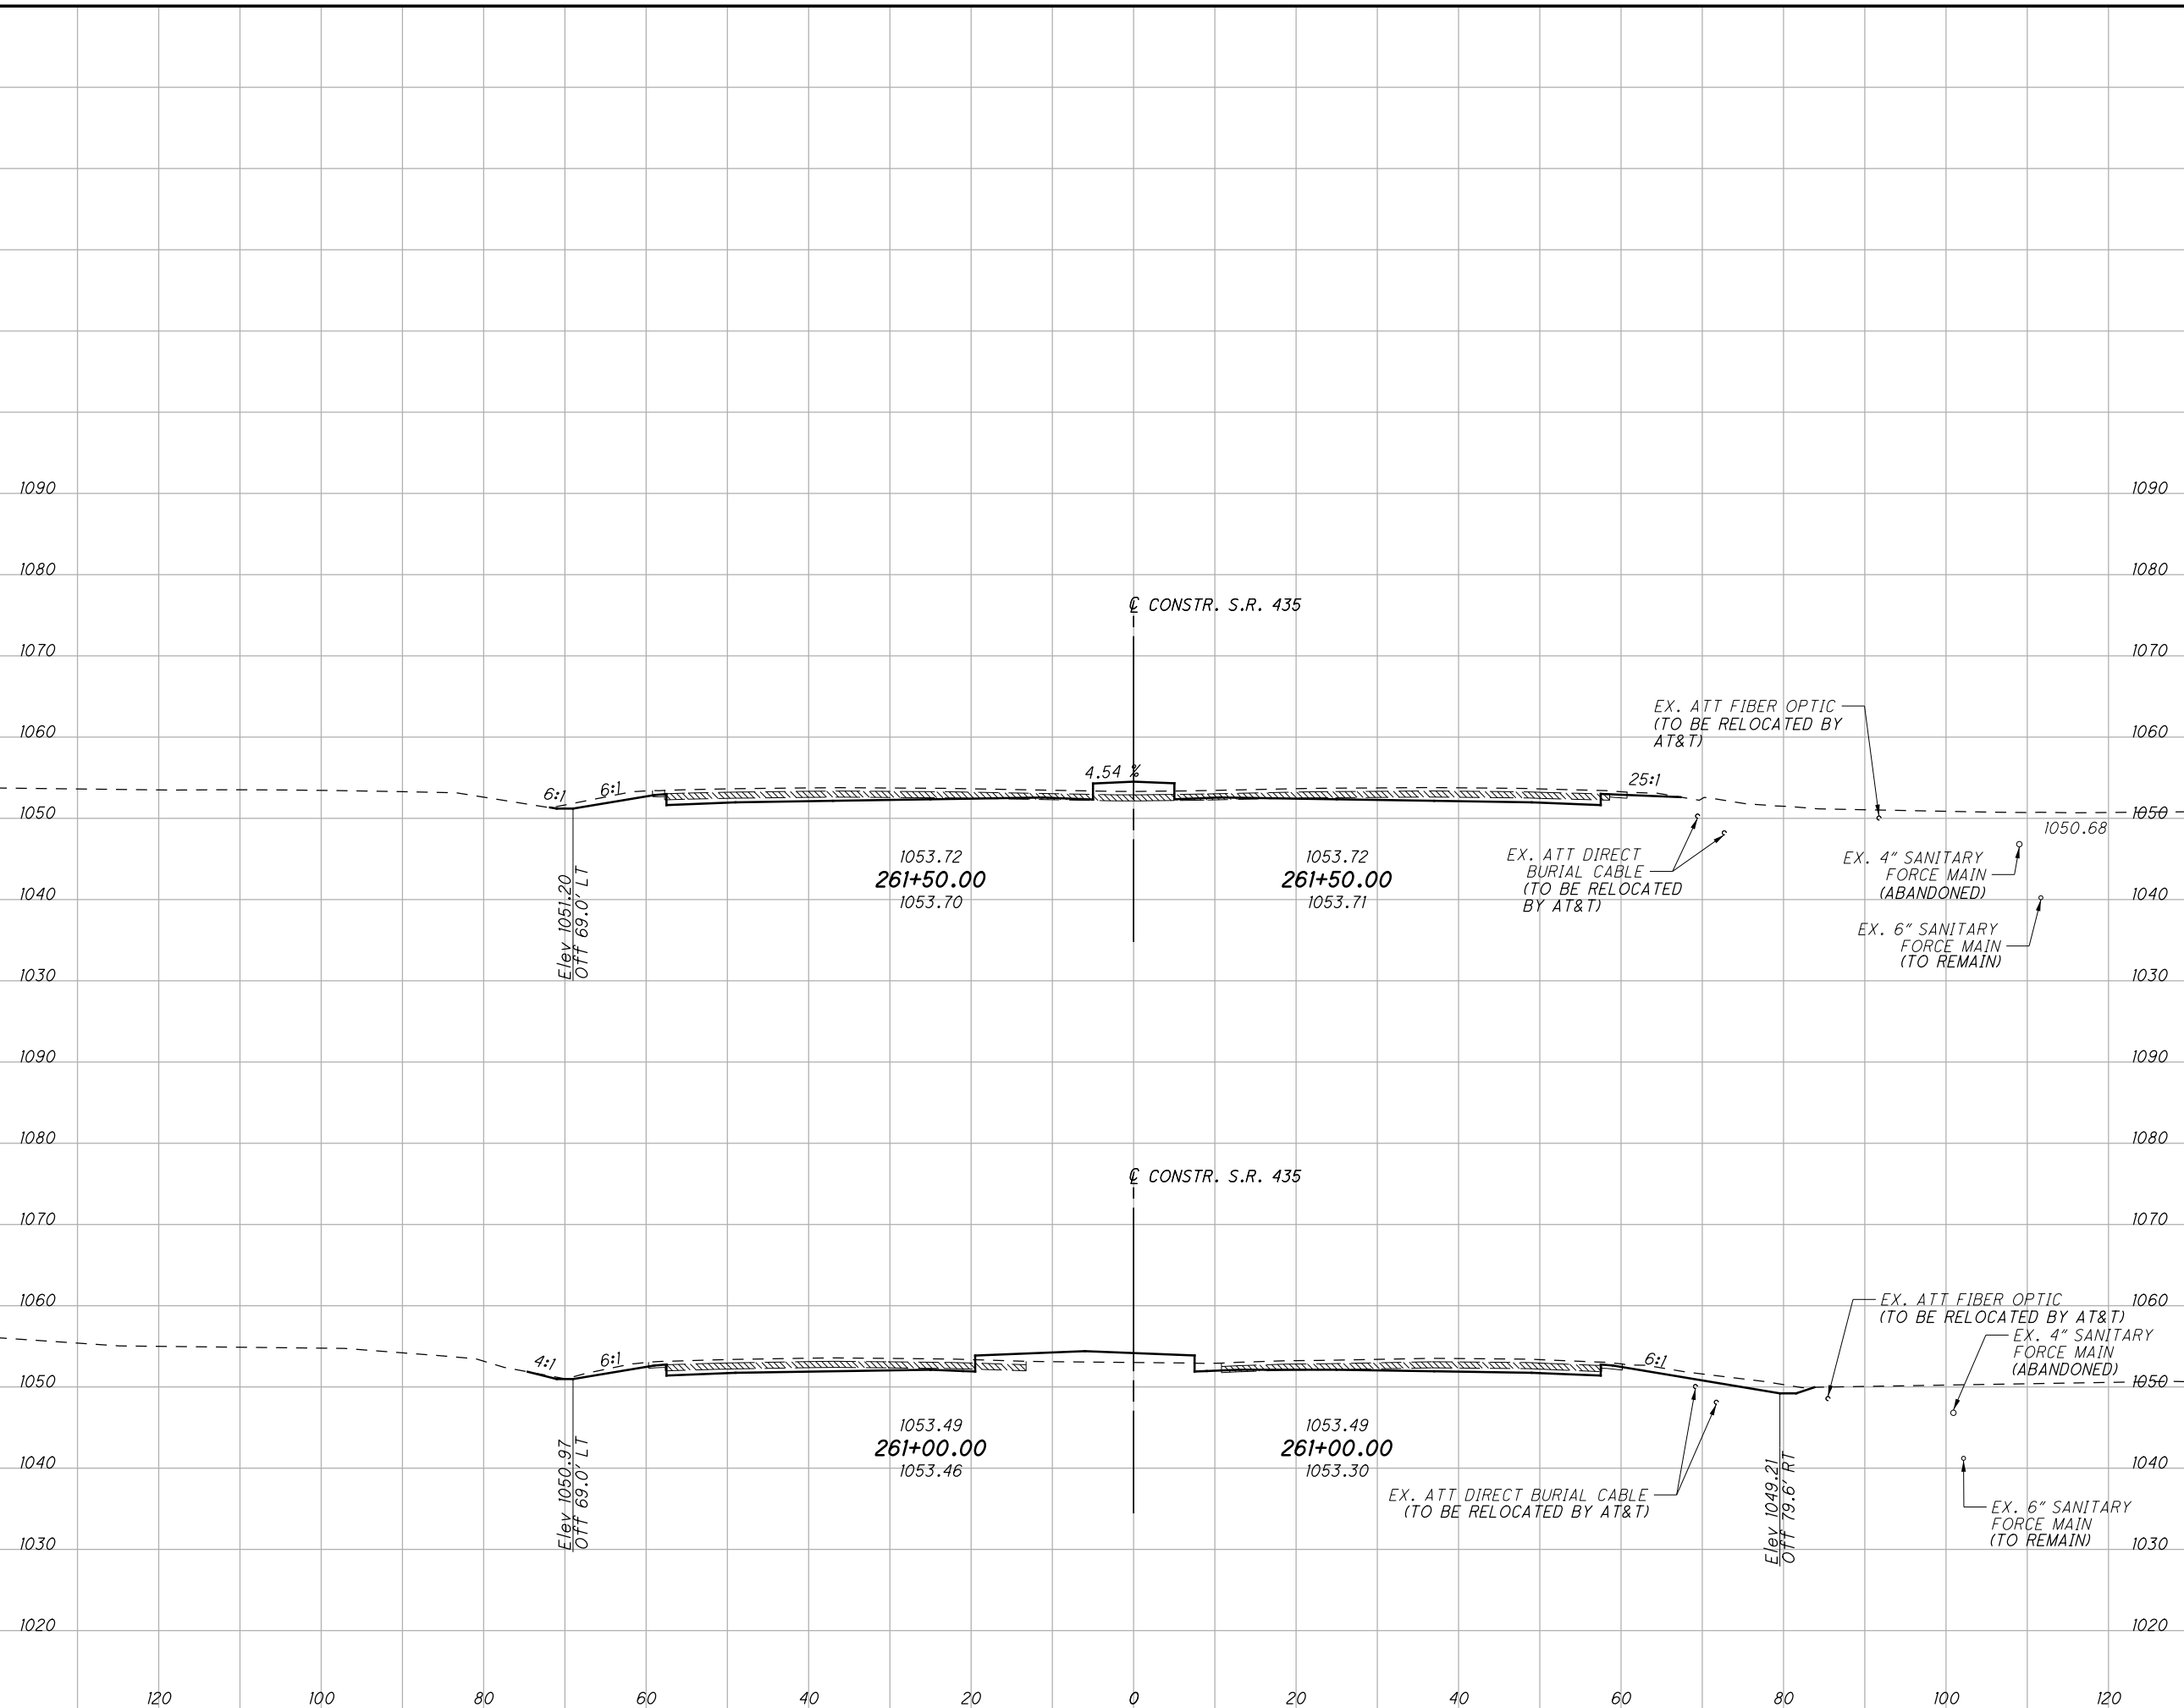 1090 1090
1080 1080
℄ CONSTR. S.R. 435
1070 1070
EX. ATT FIBER OPTIC
(TO BE RELOCATED BY
AT&T)
1060 1060
4.54 %
6:1 6:1 25:1
1050 1050
1050.68
1053.72 1053.72
261+50.00 261+50.00
1053.70 1053.71
EX. ATT DIRECT
BURIAL CABLE
(TO BE RELOCATED
BY AT&T)
EX. 4" SANITARY
FORCE MAIN
(ABANDONED)
1040 1040
Elev 1051.20
Off 69.0' LT
EX. 6" SANITARY
FORCE MAIN
(TO REMAIN)
1030 1030
1090 1090
1080 1080
℄ CONSTR. S.R. 435
1070 1070
1060 1060
EX. ATT FIBER OPTIC
(TO BE RELOCATED BY AT&T)
EX. 4" SANITARY
FORCE MAIN
(ABANDONED)
4:1 6:1 6:1
1050 1050
1053.49 1053.49
261+00.00 261+00.00
1053.46 1053.30
1040 1040
Elev 1050.97
Off 69.0' LT
EX. ATT DIRECT BURIAL CABLE
(TO BE RELOCATED BY AT&T)
Elev 1049.21
Off 79.6' RT
EX. 6" SANITARY
FORCE MAIN
(TO REMAIN)
1030 1030
1020 1020
120 100 80 60 40 20 0 20 40 60 80 100 120